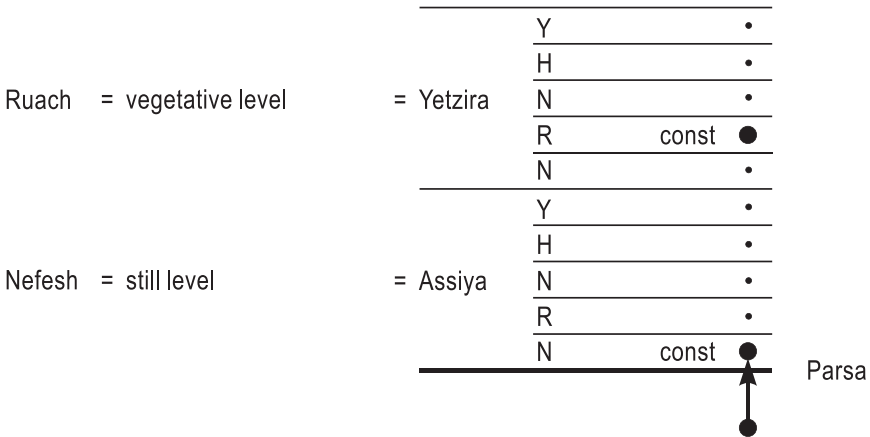 Y
H
Ruach = vegetative level = Yetzira N
R const
N
Y
H
Nefesh = still level = Assiya N
R
N const
Parsa